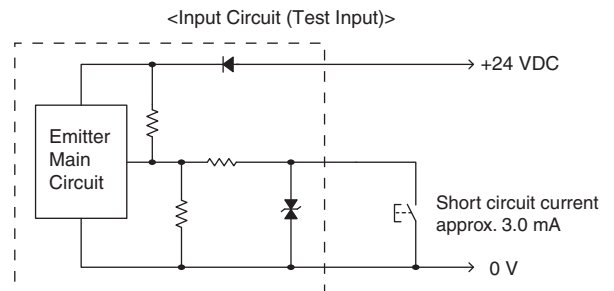 <Input Circuit (Test Input)>
+24 VDC
Emitter
Main
Circuit
Short circuit current
approx. 3.0 mA
0 V